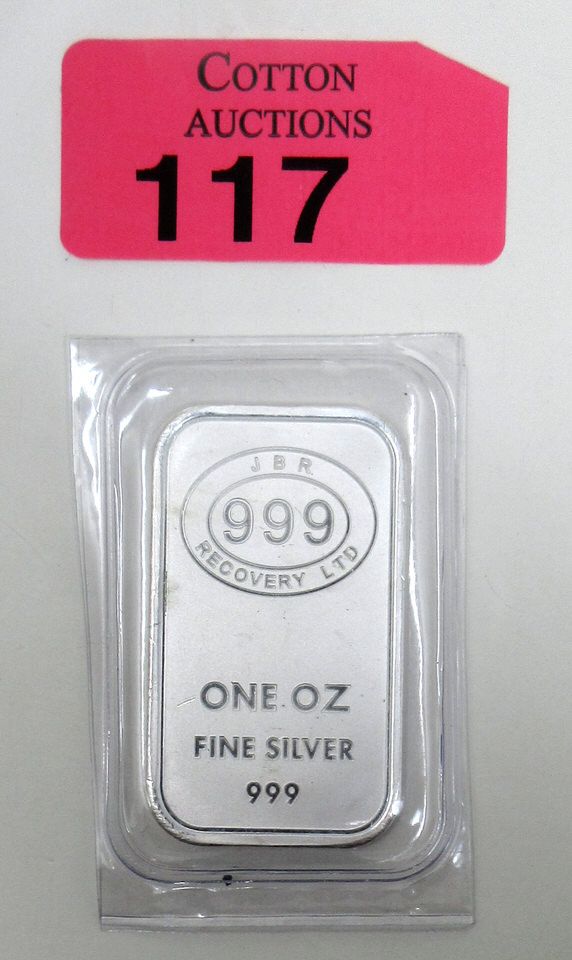 COTTON
AUCTIONS
117
J B R
999
RECOVERY LTD
ONE OZ
FINE SILVER
999